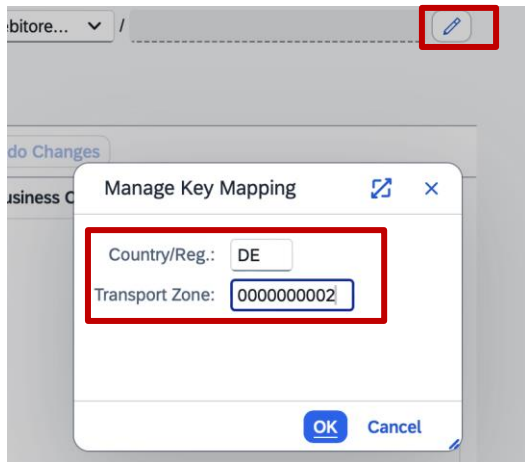 ebitore... /
do Changes
usiness C
Manage Key Mapping
Country/Reg.: DE
Transport Zone: 0000000002
OK Cancel